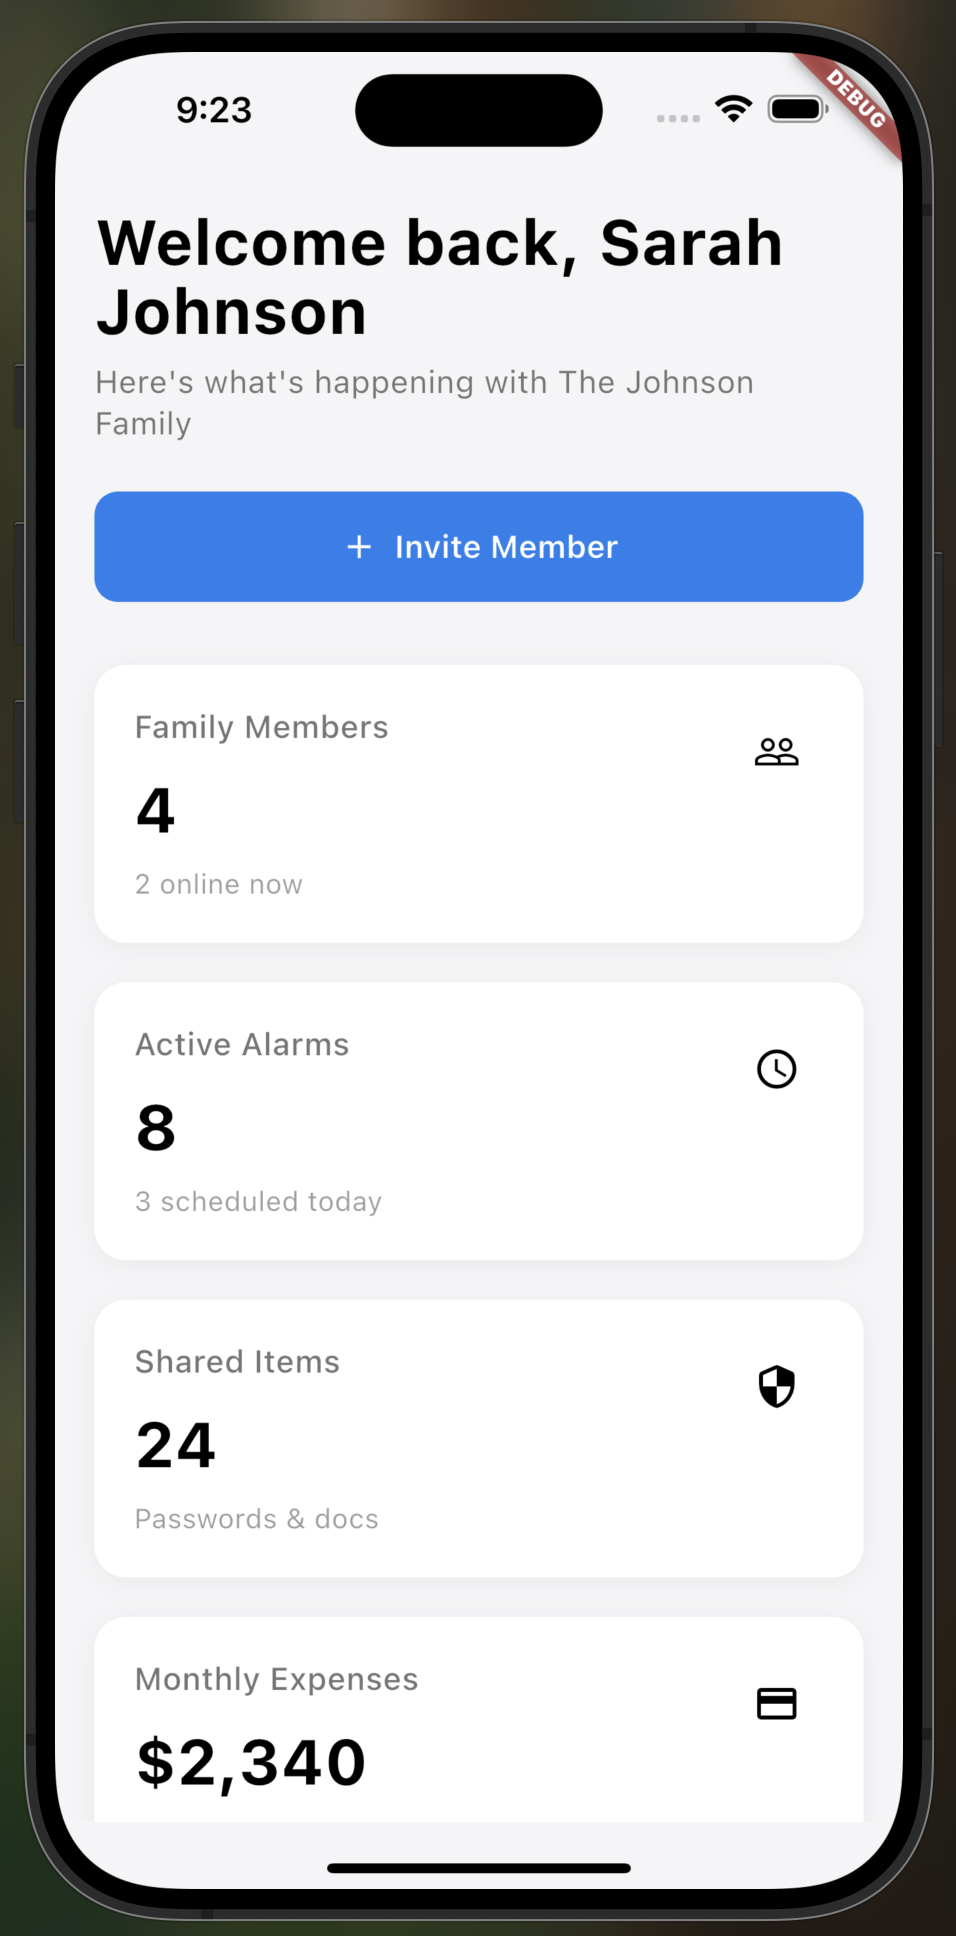 9:23
DEBUG
Welcome back, Sarah
Johnson
Here's what's happening with The Johnson
Family
+ Invite Member
Family Members
4
2 online now
Active Alarms
8
3 scheduled today
Shared Items
24
Passwords & docs
Monthly Expenses
$2,340